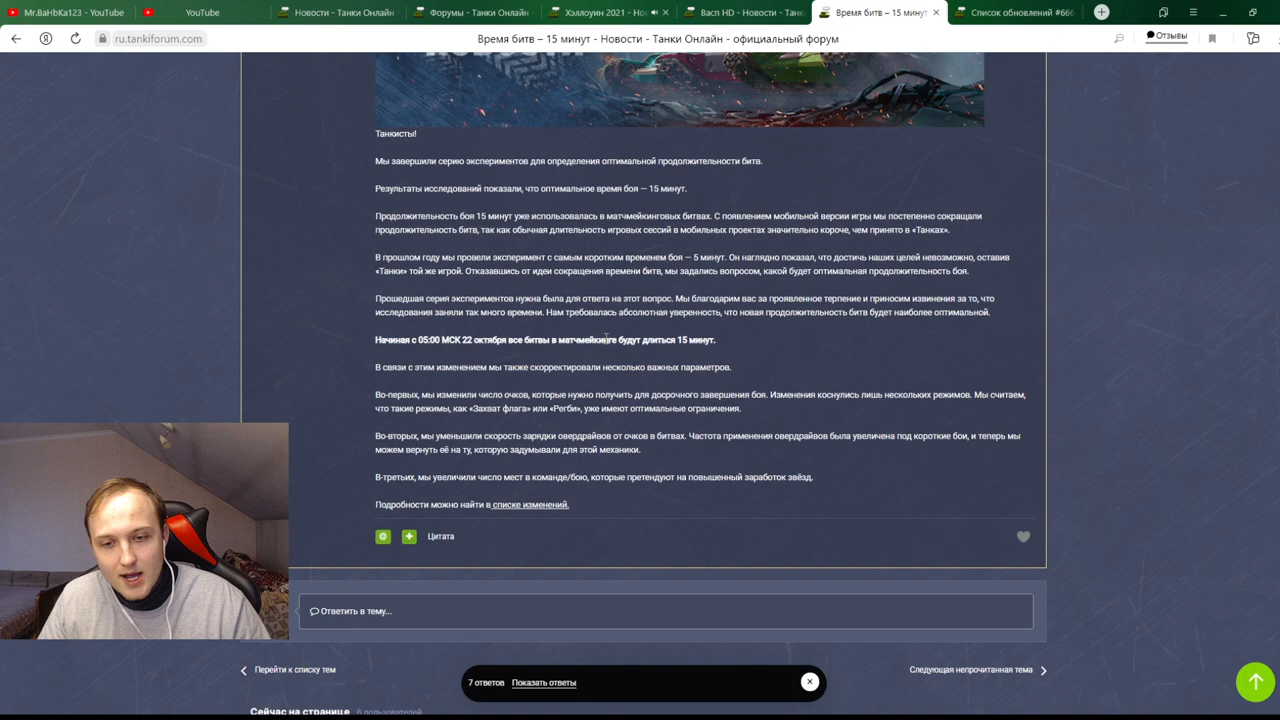 Mr.BaHbKa123 - YouTube
YouTube
Новости - Танки Онлайн
Форумы - Танки Онлайн
Хэллоуин 2021 - Но
Васп HD - Новости - Танк
Время битв – 15 минут
Список обновлений #666
ru.tankiforum.com
Время битв – 15 минут - Новости - Танки Онлайн - официальный форум
Отзывы
Танкисты!
Мы завершили серию экспериментов для определения оптимальной продолжительности битв.
Результаты исследований показали, что оптимальное время боя — 15 минут.
Продолжительность боя 15 минут уже использовалась в матчмейкинговых битвах. С появлением мобильной версии игры мы постепенно сокращали
продолжительность битв, так как обычная длительность игровых сессий в мобильных проектах значительно короче, чем принято в «Танках».
В прошлом году мы провели эксперимент с самым коротким временем боя — 5 минут. Он наглядно показал, что достичь наших целей невозможно, оставив
«Танки» той же игрой. Отказавшись от идеи сокращения времени битв, мы задались вопросом, какой будет оптимальная продолжительность боя.
Прошедшая серия экспериментов нужна была для ответа на этот вопрос. Мы благодарим вас за проявленное терпение и приносим извинения за то, что
исследования заняли так много времени. Нам требовалась абсолютная уверенность, что новая продолжительность битв будет наиболее оптимальной.
Начиная с 05:00 МСК 22 октября все битвы в матчмейкинге будут длиться 15 минут.
В связи с этим изменением мы также скорректировали несколько важных параметров.
Во-первых, мы изменили число очков, которые нужно получить для досрочного завершения боя. Изменения коснулись лишь нескольких режимов. Мы считаем,
что такие режимы, как «Захват флага» или «Регби», уже имеют оптимальные ограничения.
Во-вторых, мы уменьшили скорость зарядки овердрайвов от очков в битвах. Частота применения овердрайвов была увеличена под короткие бои, и теперь мы
можем вернуть её на ту, которую задумывали для этой механики.
В-третьих, мы увеличили число мест в команде/бою, которые претендуют на повышенный заработок звёзд.
Подробности можно найти в списке изменений.
Цитата
Ответить в тему...
Перейти к списку тем
Следующая непрочитанная тема
7 ответов Показать ответы
Сейчас на странице 6 пользователей